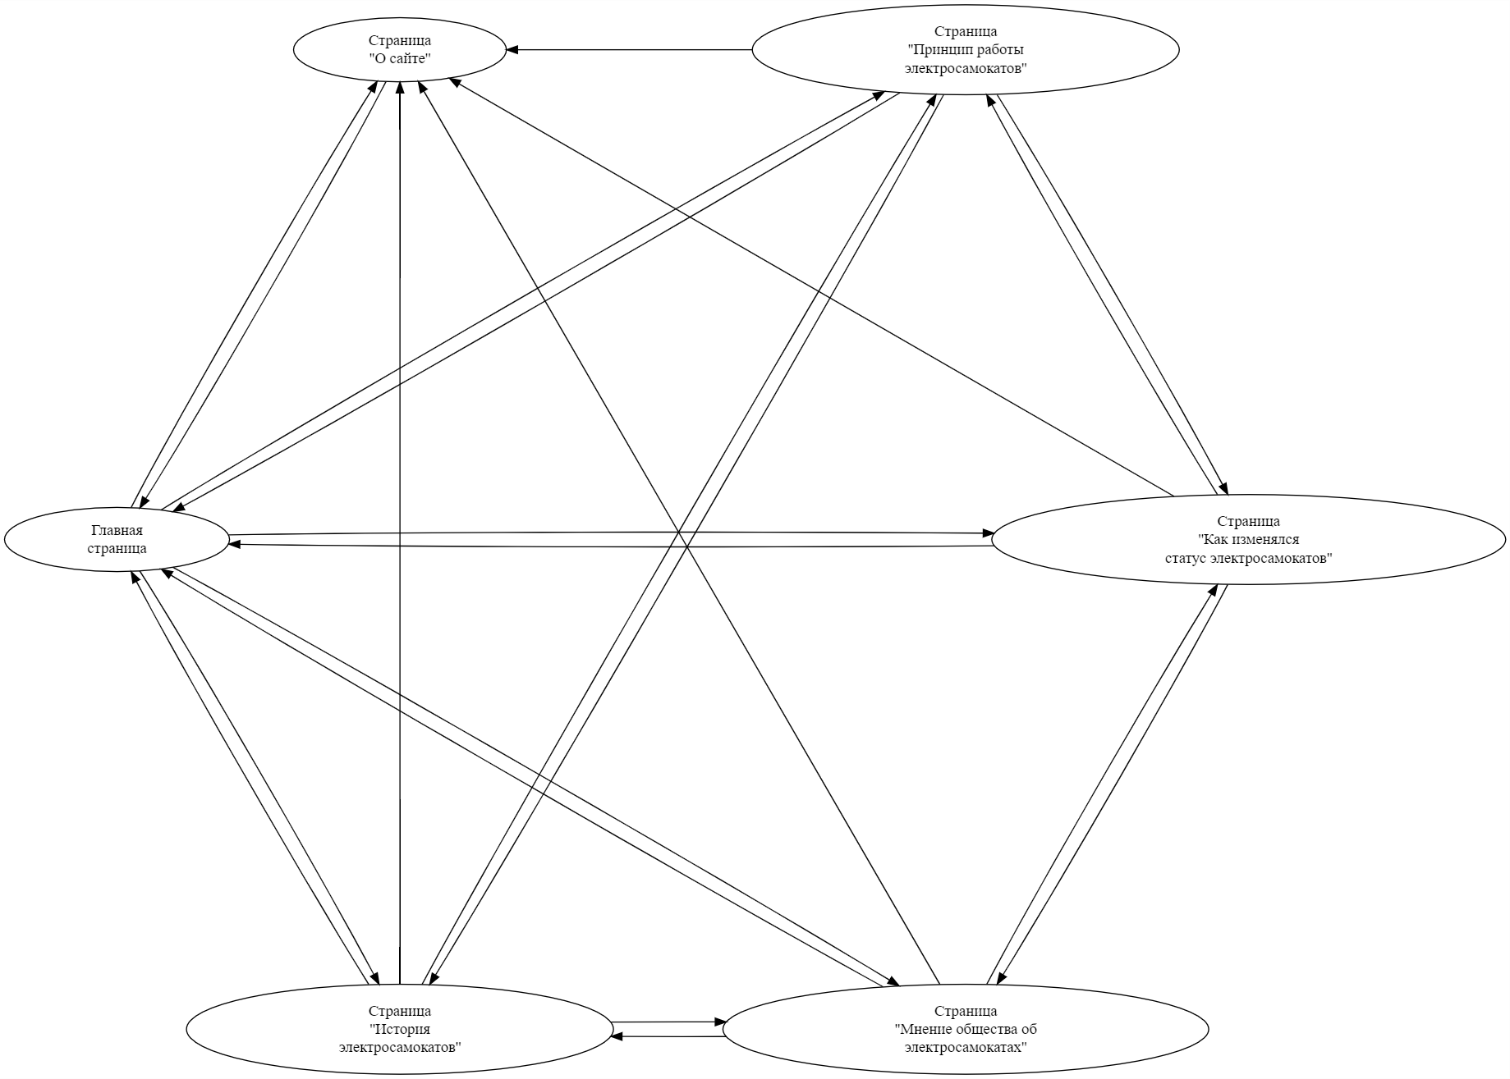 Страница
"О сайте"
Страница
"Принцип работы
электросамокатов"
Главная
страница
Страница
"Как изменялся
статус электросамокатов"
Страница
"История
электросамокатов"
Страница
"Мнение общества об
электросамокатах"